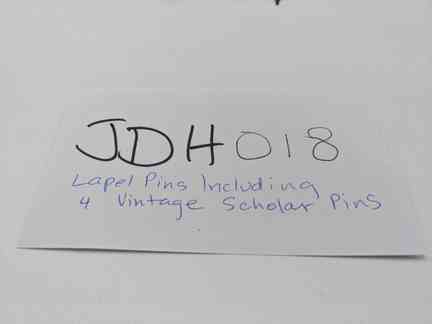 JDH018
Lapel Pins Including
4 Vintage Scholar Pins